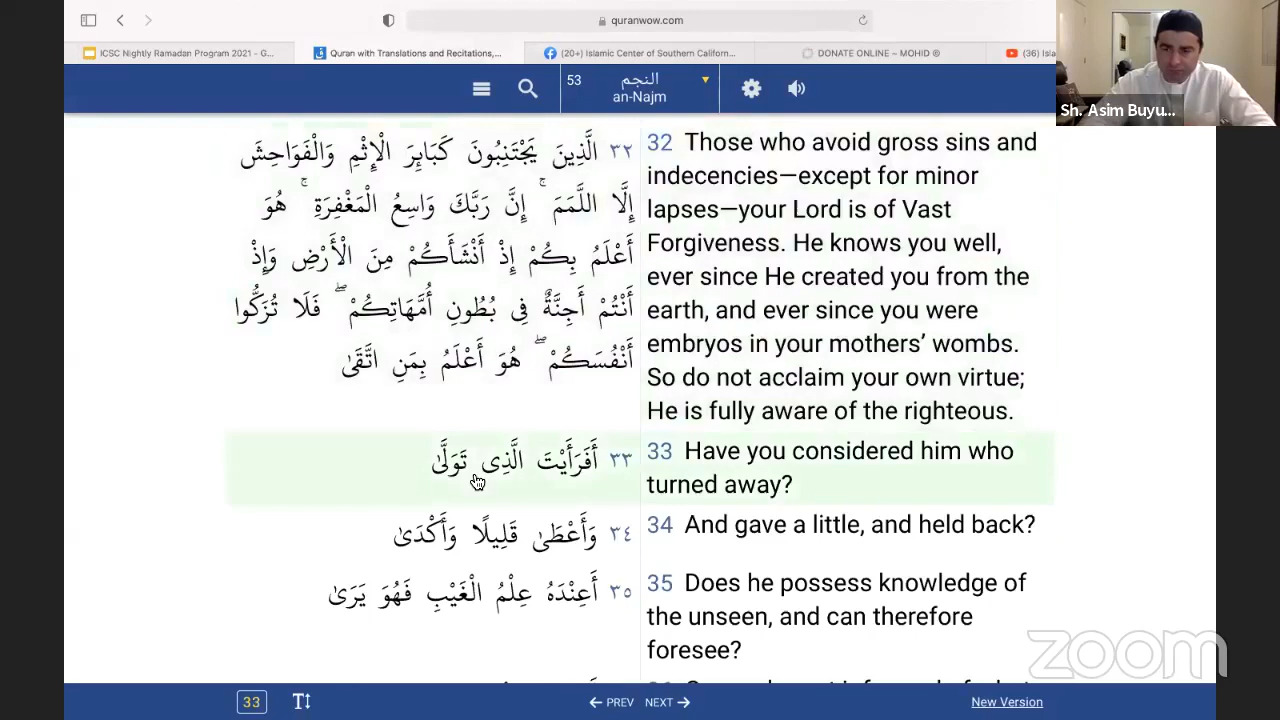 quranwow.com
ICSC Nightly Ramadan Program 2021 - G...
Quran with Translations and Recitations,...
(20+) Islamic Center of Southern Californ...
DONATE ONLINE ~ MOHID ®
(36) Isla
53
النجم
an-Najm
Sh. Asim Buyu...
٣٢ الَّذِينَ يَجْتَنِبُونَ كَبَائِرَ الْإِثْمِ وَالْفَوَاحِشَ
إِلَّا اللَّمَمَ ۚ إِنَّ رَبَّكَ وَاسِعُ الْمَغْفِرَةِ ۚ هُوَ
أَعْلَمُ بِكُمْ إِذْ أَنْشَأَكُمْ مِنَ الْأَرْضِ وَإِذْ
أَنْتُمْ أَجِنَّةٌ فِى بُطُونِ أُمَّهَاتِكُمْ ۖ فَلَا تُزَكُّوا
أَنْفُسَكُمْ ۖ هُوَ أَعْلَمُ بِمَنِ اتَّقَىٰ
32 Those who avoid gross sins and
indecencies—except for minor
lapses—your Lord is of Vast
Forgiveness. He knows you well,
ever since He created you from the
earth, and ever since you were
embryos in your mothers’ wombs.
So do not acclaim your own virtue;
He is fully aware of the righteous.
٣٣ أَفَرَأَيْتَ الَّذِى تَوَلَّىٰ
33 Have you considered him who
turned away?
٣٤ وَأَعْطَىٰ قَلِيلًا وَأَكْدَىٰ
34 And gave a little, and held back?
٣٥ أَعِنْدَهُ عِلْمُ الْغَيْبِ فَهُوَ يَرَىٰ
35 Does he possess knowledge of
the unseen, and can therefore
foresee?
zoom
33
PREV NEXT
New Version